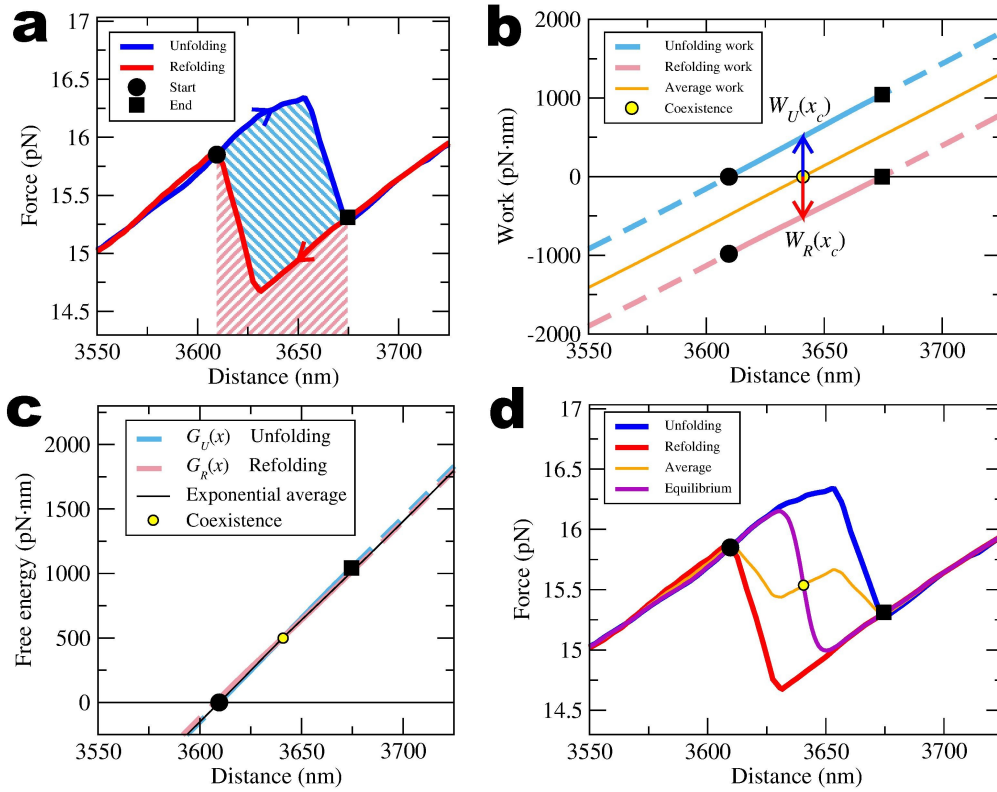 a
Unfolding
Refolding
Start
End
Force (pN)
17
16.5
16
15.5
15
14.5
3550 3600 3650 3700
Distance (nm)
b
Unfolding work
Refolding work
Average work
Coexistence
W_U(x_c)
W_R(x_c)
Work (pN·nm)
2000
1000
0
-1000
-2000
3550 3600 3650 3700
Distance (nm)
c
G_U(x) Unfolding
G_R(x) Refolding
Exponential average
Coexistence
Free energy (pN·nm)
2000
1500
1000
500
0
3550 3600 3650 3700
Distance (nm)
d
Unfolding
Refolding
Average
Equilibrium
Force (pN)
17
16.5
16
15.5
15
14.5
3550 3600 3650 3700
Distance (nm)